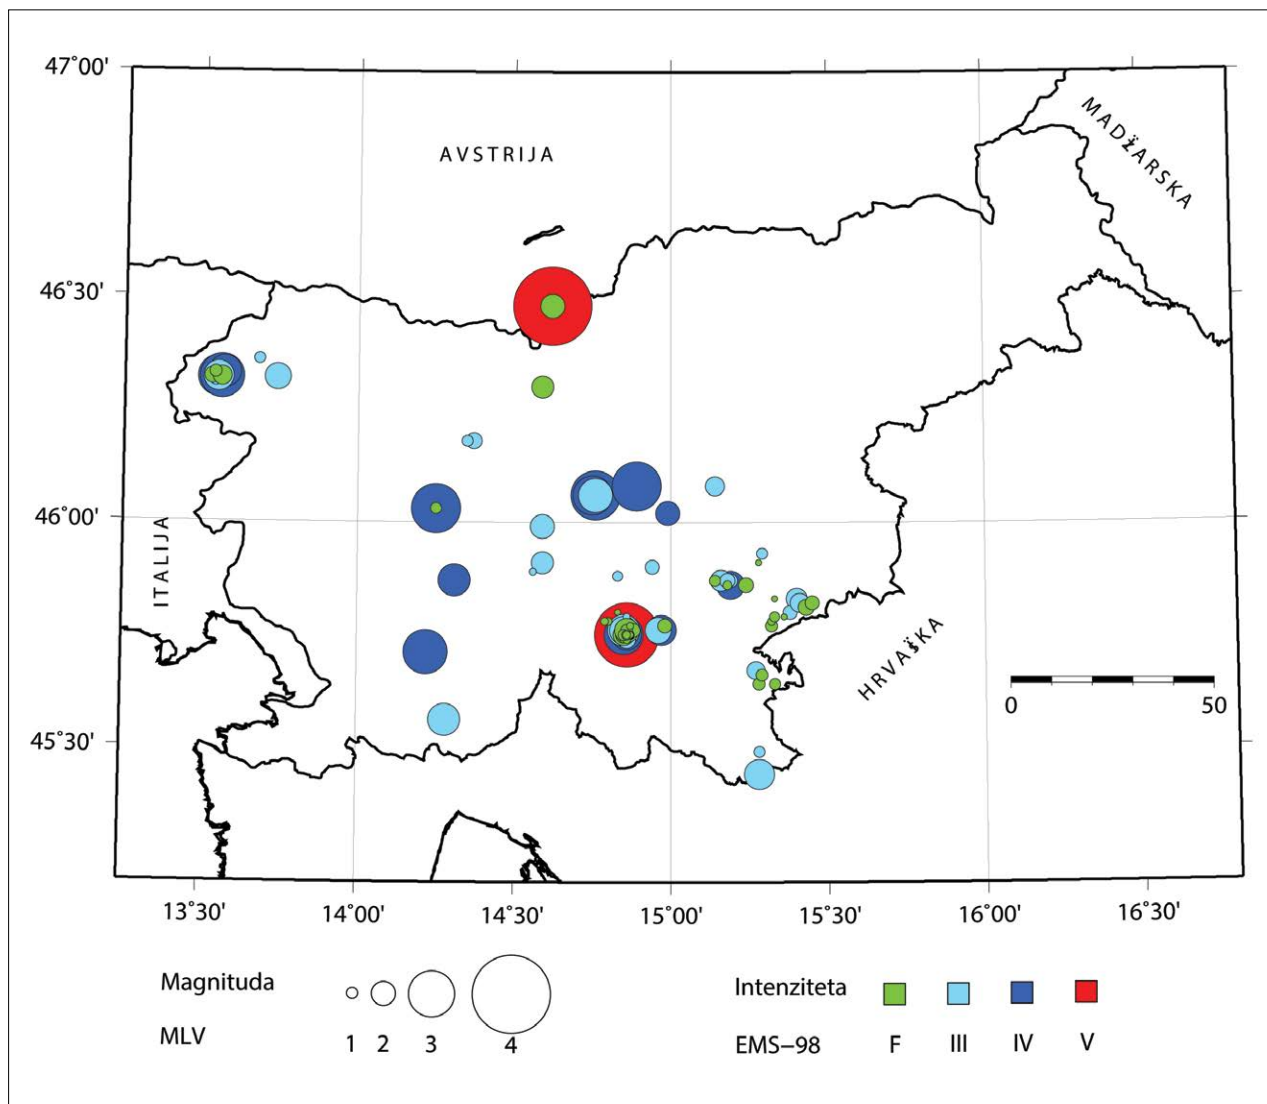 47°00'
AVSTRIJA
MADŽARSKA
46°30'
46°00'
ITALIJA
HRVAŠKA
0 50
45°30'
13°30' 14°00' 14°30' 15°00' 15°30' 16°00' 16°30'
Magnituda
MLV 1 2 3 4
Intenziteta
EMS–98 F III IV V